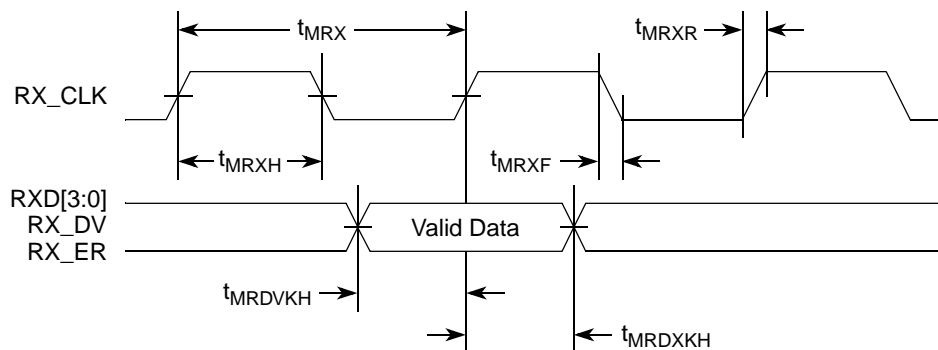 tMRX
tMRXR
RX_CLK
tMRXH
tMRXF
RXD[3:0]
RX_DV
RX_ER
Valid Data
tMRDVKH
tMRDXKH